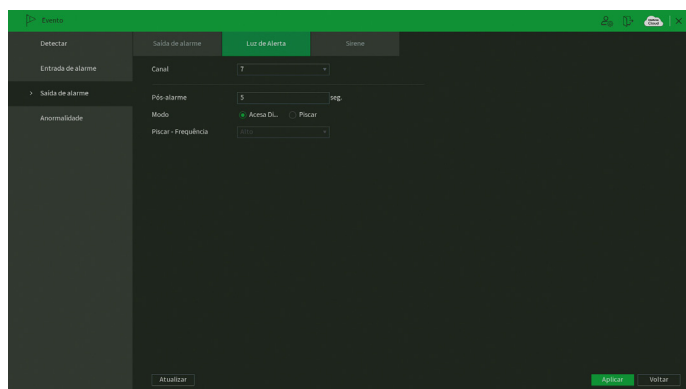 Evento
Detectar
Saída de alarme
Luz de Alerta
Sirene
Entrada de alarme
Canal
7
Saída de alarme
Pós-alarme
5
seg.
Anormalidade
Modo
Acesa Di...
Piscar
Piscar - Frequência
Alto
Atualizar
Aplicar
Voltar